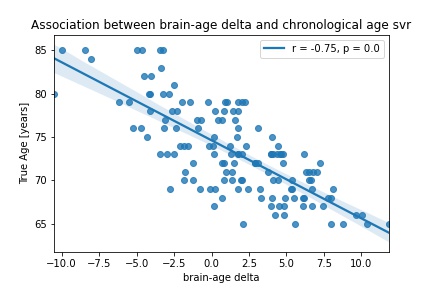 Association between brain-age delta and chronological age svr
r = -0.75, p = 0.0
True Age [years]
85
80
75
70
65
-10.0 -7.5 -5.0 -2.5 0.0 2.5 5.0 7.5 10.0
brain-age delta